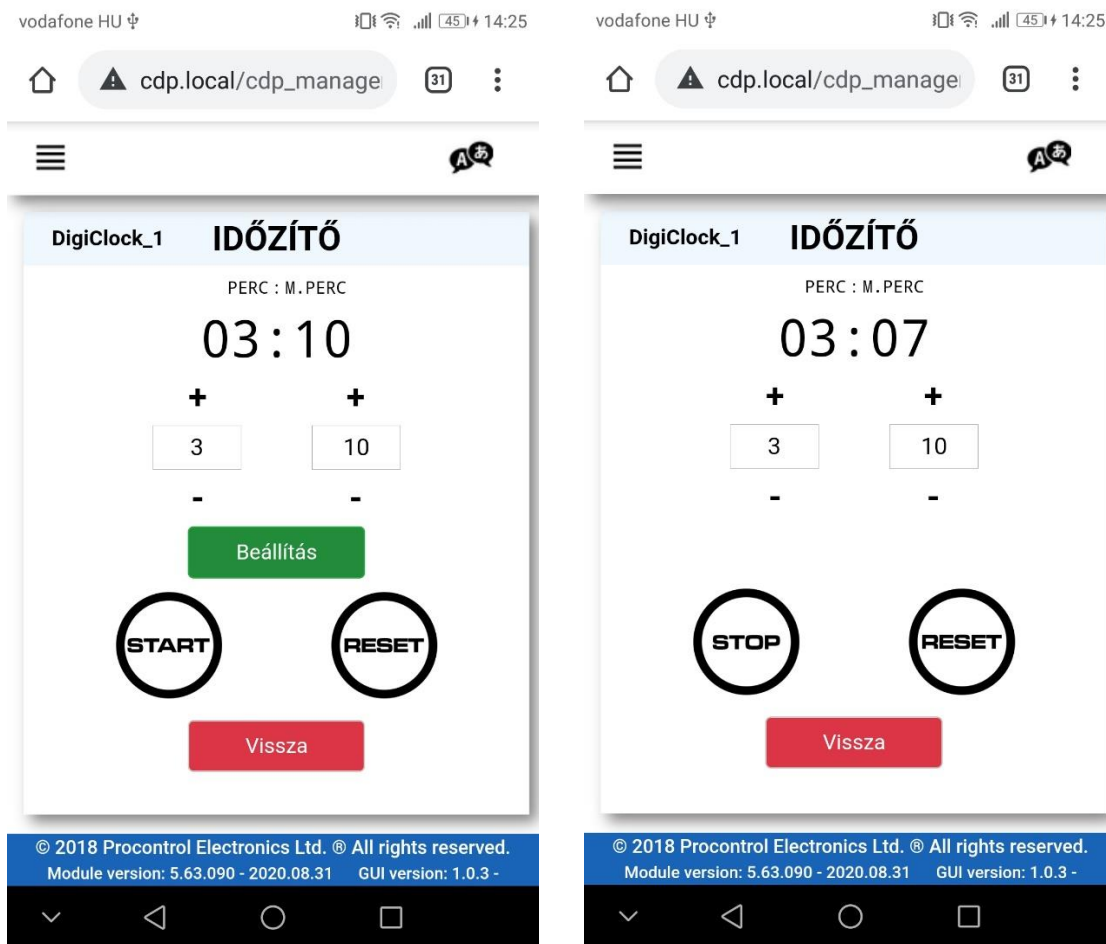 vodafone HU 45 14:25
cdp.local/cdp_manage 31
A あ
DigiClock_1 IDŐZÍTŐ
PERC : M.PERC
03:10
+ +
3 10
- -
Beállítás
START RESET
Vissza
© 2018 Procontrol Electronics Ltd. ® All rights reserved.
Module version: 5.63.090 - 2020.08.31 GUI version: 1.0.3 -
vodafone HU 45 14:25
cdp.local/cdp_manage 31
A あ
DigiClock_1 IDŐZÍTŐ
PERC : M.PERC
03:07
+ +
3 10
- -
STOP RESET
Vissza
© 2018 Procontrol Electronics Ltd. ® All rights reserved.
Module version: 5.63.090 - 2020.08.31 GUI version: 1.0.3 -